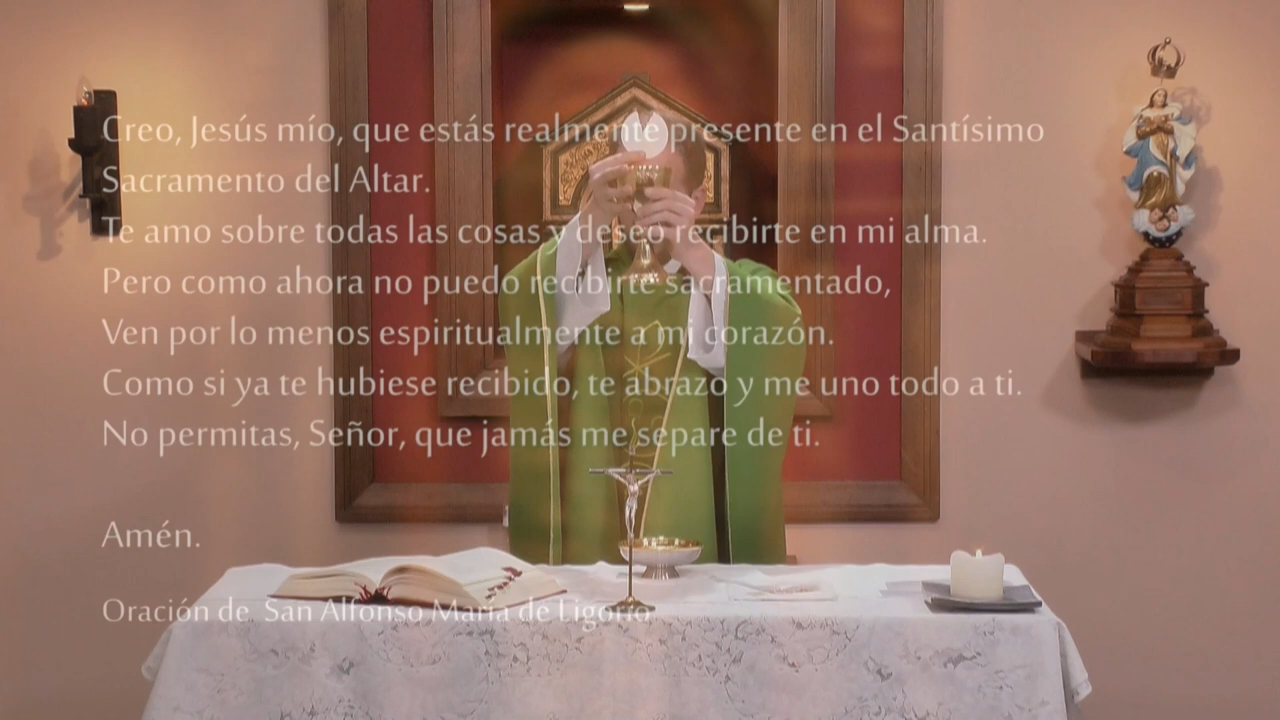 Creo, Jesús mío, que estás realmente presente en el Santísimo
Sacramento del Altar.
Te amo sobre todas las cosas y deseo recibirte en mi alma.
Pero como ahora no puedo recibirte sacramentado,
Ven por lo menos espiritualmente a mi corazón.
Como si ya te hubiese recibido, te abrazo y me uno todo a ti.
No permitas, Señor, que jamás me separe de ti.
Amén.
Oración de San Alfonso María de Ligorio